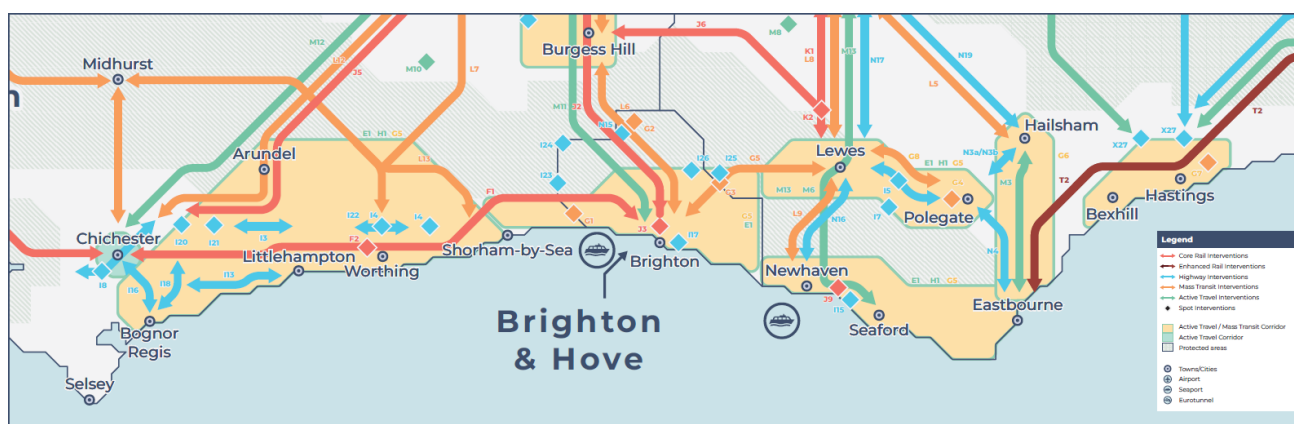 J6
M12
L12
J5
M10
L7
Burgess Hill
M8
K1
L8
M13
N17
N19
L5
T2
Midhurst
n
M11
J2
L6
N15
G2
K2
X27
X27
Hailsham
E1 H1 G5
I24
Arundel
L13
I23
I26
I25
G5
G3
Lewes
G8
E1 H1 G5
N3a/N3b
M3
G6
T2
G7
Hastings
Bexhill
F1
G1
M13
M6
I5
G4
I7
Polegate
I22
I4
I4
I20
I21
I3
G5
E1
L9
N16
N4
Chichester
F2
J3
I17
Shorham-by-Sea
Brighton
Littlehampton
Worthing
Newhaven
I8
I16
I18
I13
E1 H1 G5
J9
I15
Seaford
Eastbourne
Bognor
Regis
Brighton
& Hove
Selsey
Legend
Core Rail Interventions
Enhanced Rail Interventions
Highway Interventions
Mass Transit Interventions
Active Travel Interventions
Spot Interventions
Active Travel / Mass Transit Corridor
Active Travel Corridor
Protected areas
Towns/Cities
Airport
Seaport
Eurotunnel